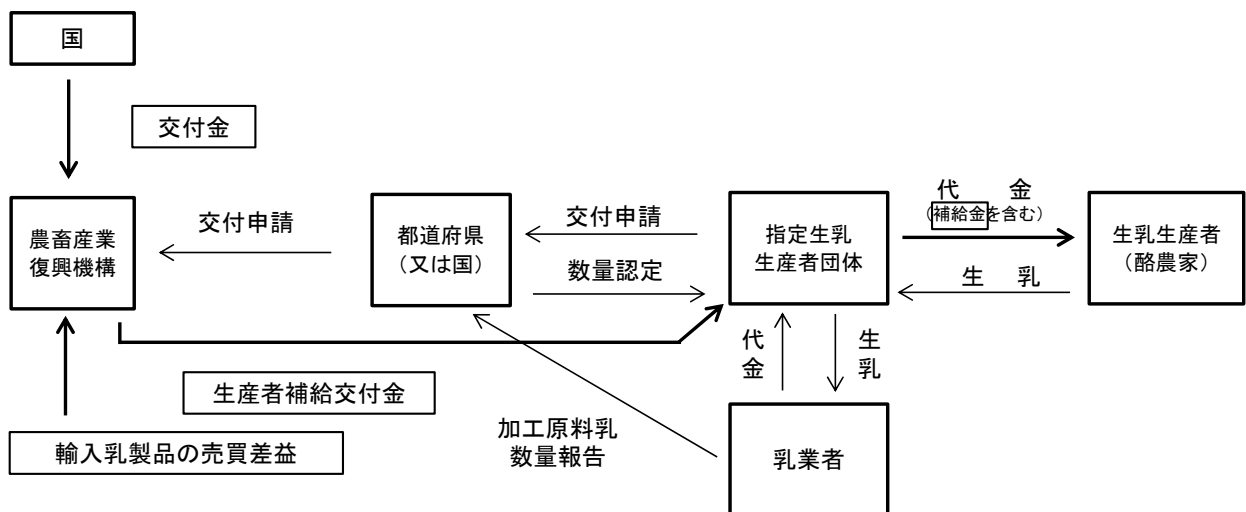 国
交付金
農畜産業
復興機構
交付申請
都道府県
（又は国）
交付申請
数量認定
指定生乳
生産者団体
代　金
（補給金を含む）
生　乳
生乳生産者
（酪農家）
代金
生乳
生産者補給交付金
輸入乳製品の売買差益
加工原料乳
数量報告
乳業者